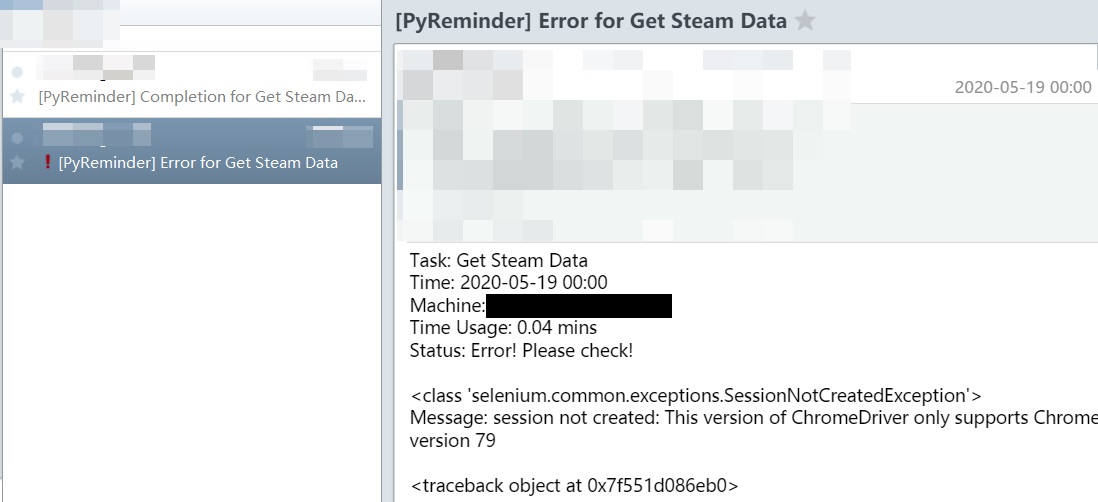 [PyReminder] Completion for Get Steam Da...
[PyReminder] Error for Get Steam Data
[PyReminder] Error for Get Steam Data
2020-05-19 00:00
Task: Get Steam Data
Time: 2020-05-19 00:00
Machine:
Time Usage: 0.04 mins
Status: Error! Please check!
<class 'selenium.common.exceptions.SessionNotCreatedException'>
Message: session not created: This version of ChromeDriver only supports Chrome
version 79
<traceback object at 0x7f551d086eb0>